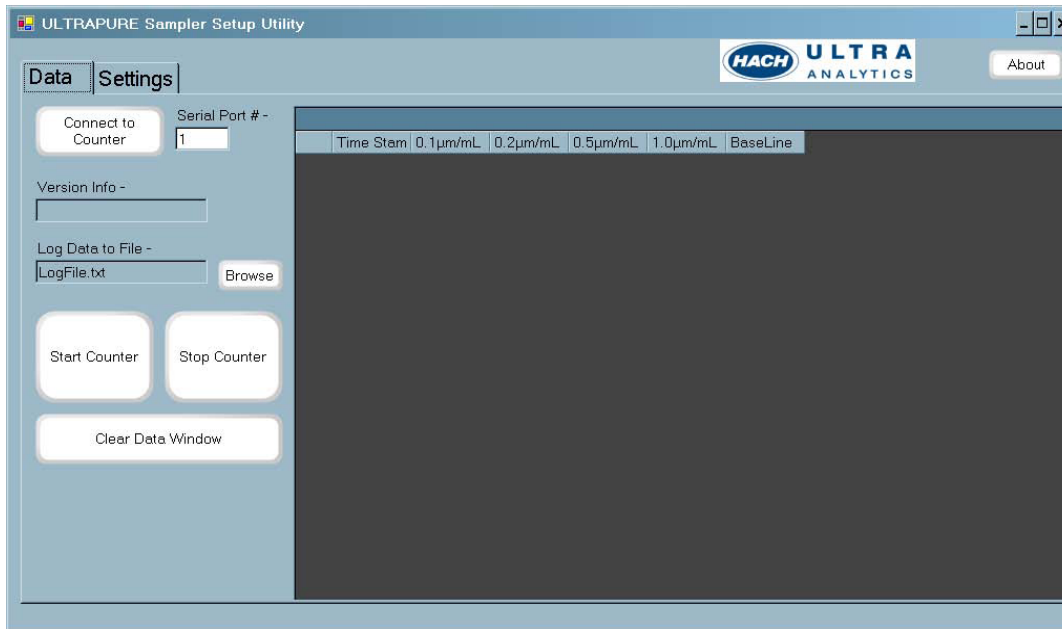 ULTRAPURE Sampler Setup Utility
HACH ULTRA
ANALYTICS
About
Data Settings
Connect to
Counter
Serial Port # -
1
Time Stam 0.1µm/mL 0.2µm/mL 0.5µm/mL 1.0µm/mL BaseLine
Version Info -
Log Data to File -
LogFile.txt
Browse
Start Counter
Stop Counter
Clear Data Window